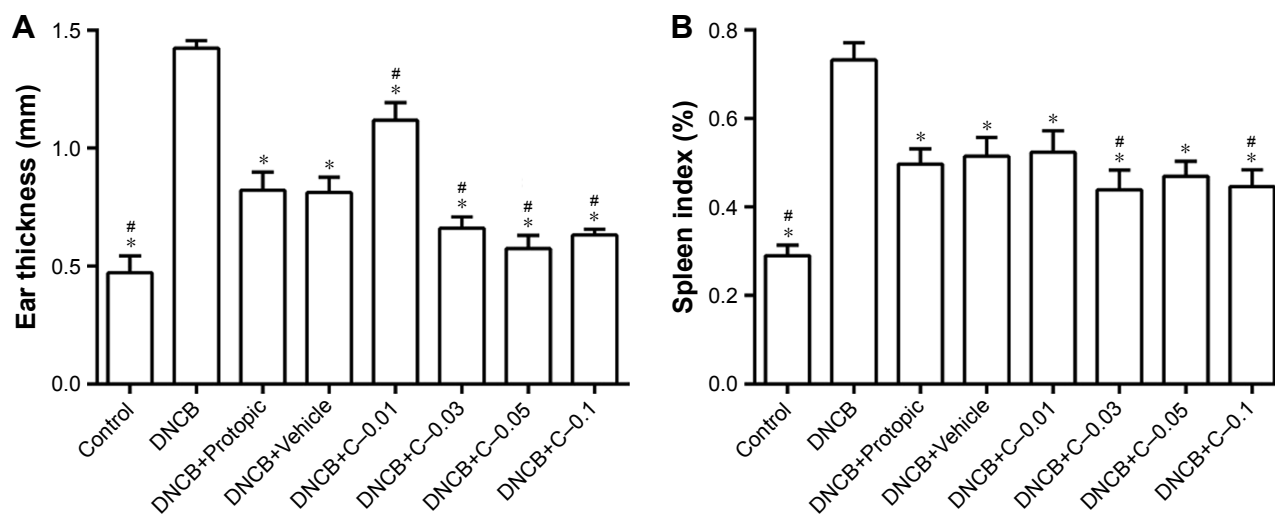 A
Ear thickness (mm)
1.5
1.0
0.5
0.0
#
*
*
*
#
*
#
*
#
*
#
*
Control
DNCB
DNCB+Protopic
DNCB+Vehicle
DNCB+C–0.01
DNCB+C–0.03
DNCB+C–0.05
DNCB+C–0.1
B
Spleen index (%)
0.8
0.6
0.4
0.2
0.0
#
*
*
*
*
#
*
*
#
*
Control
DNCB
DNCB+Protopic
DNCB+Vehicle
DNCB+C–0.01
DNCB+C–0.03
DNCB+C–0.05
DNCB+C–0.1